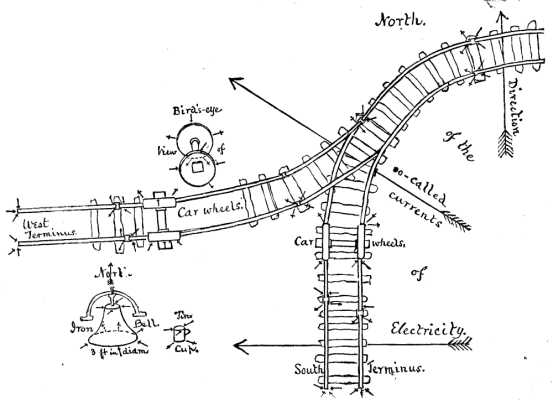 North.
Direction
of the
so-called
currents
of
Electricity.
Bird's-eye
View of
Car wheels.
West
Terminus.
Car wheels.
North.
Iron Bell
3 ft in diam
Tin
Cups
South Terminus.